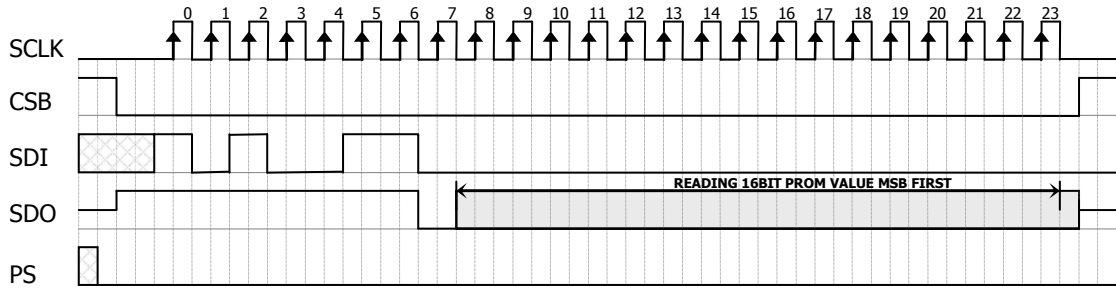 0 1 2 3 4 5 6 7 8 9 10 11 12 13 14 15 16 17 18 19 20 21 22 23
SCLK
CSB
SDI
READING 16BIT PROM VALUE MSB FIRST
SDO
PS